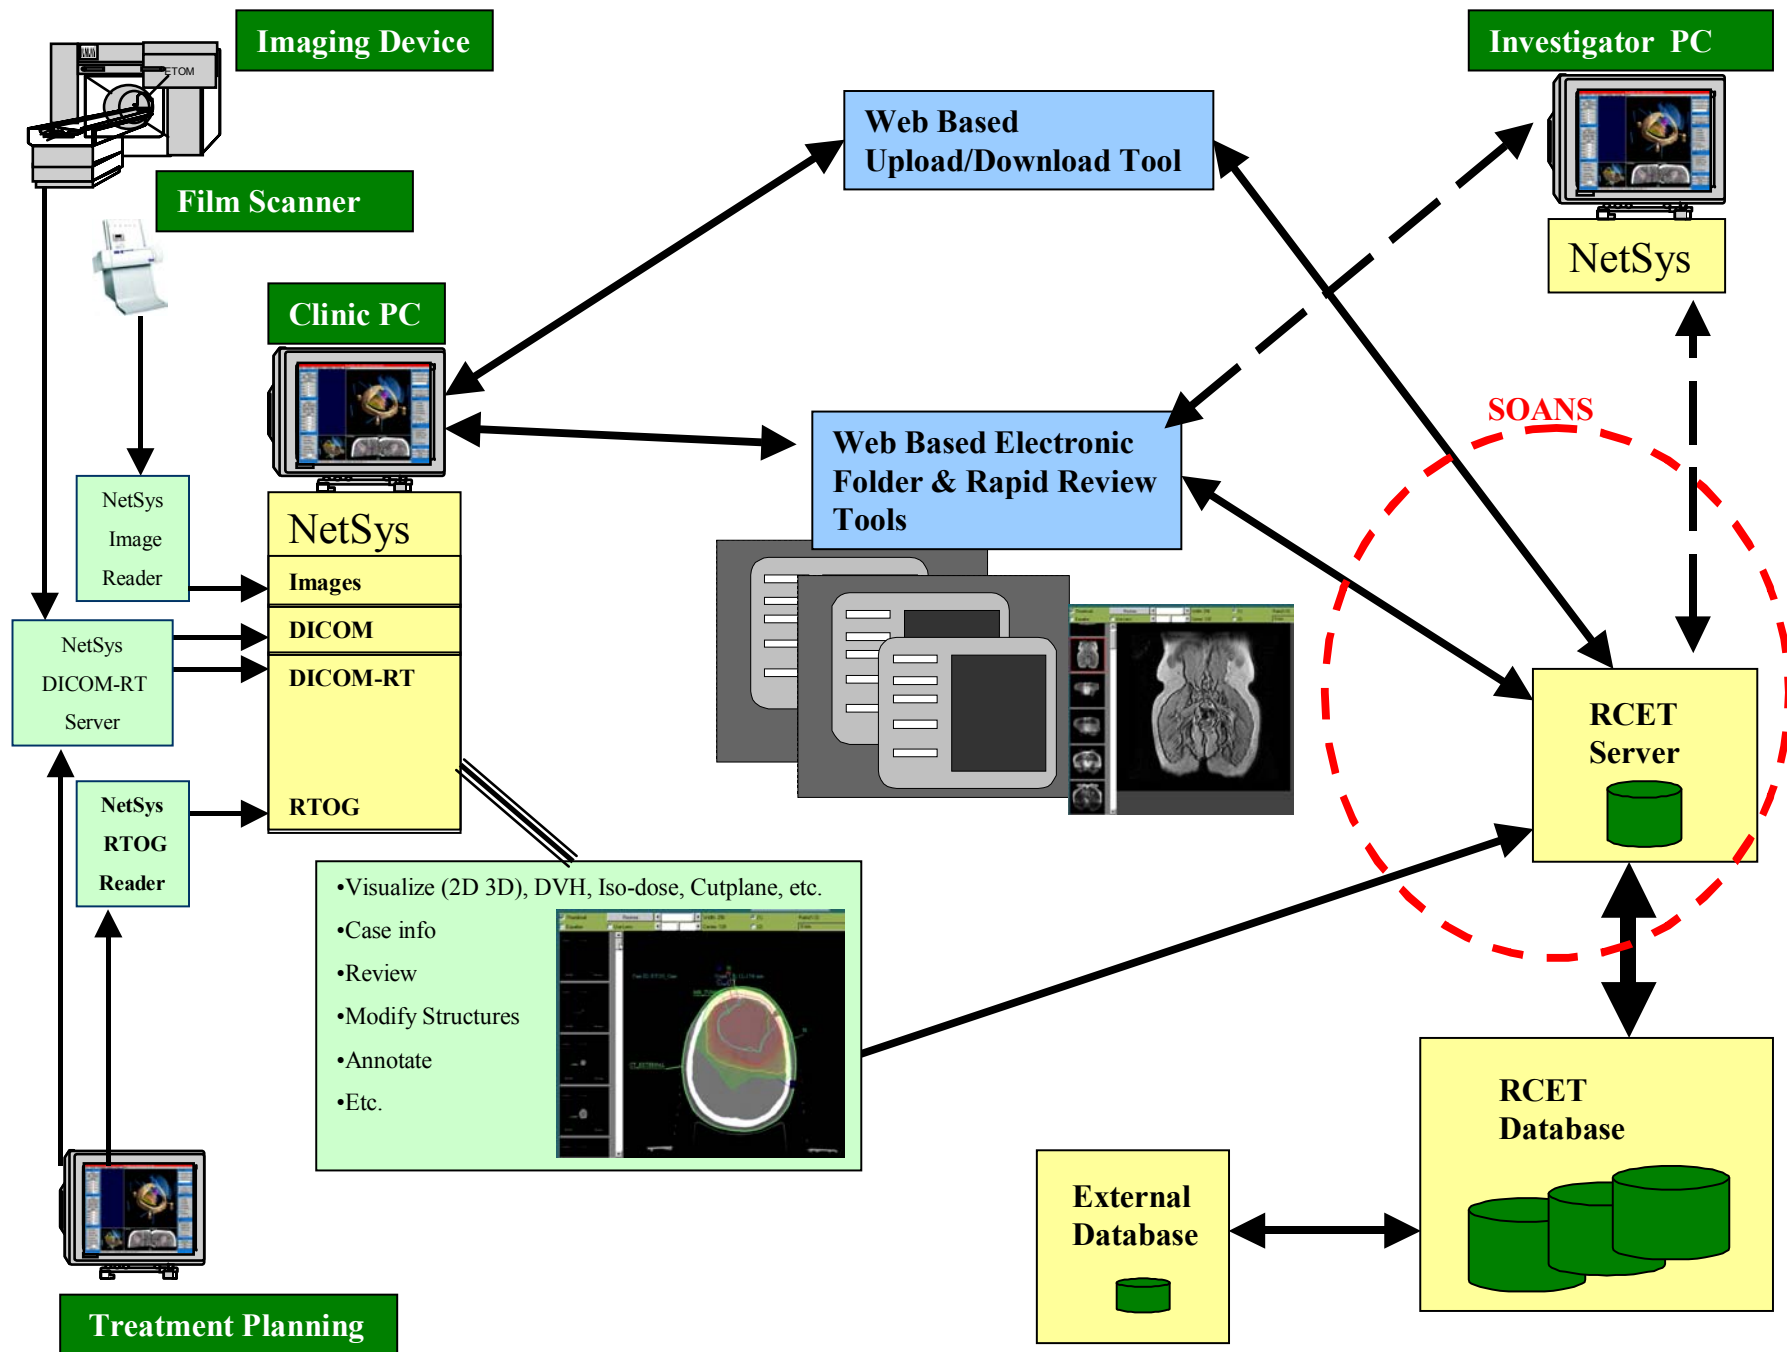 Imaging Device
Investigator PC
ETOM
Web Based
Upload/Download Tool
Film Scanner
NetSys
Clinic PC
SOANS
Web Based Electronic
Folder & Rapid Review
Tools
NetSys
Image
Reader
NetSys
Images
DICOM
DICOM-RT
RTOG
NetSys
DICOM-RT
Server
NetSys
RTOG
Reader
RCET
Server
•Visualize (2D 3D), DVH, Iso-dose, Cutplane, etc.
•Case info
•Review
•Modify Structures
•Annotate
•Etc.
RCET
Database
External
Database
Treatment Planning